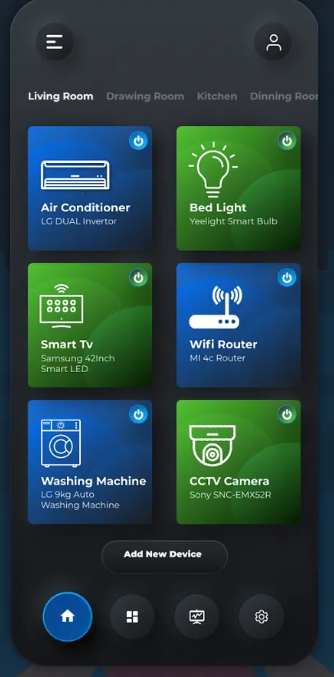 Living Room Drawing Room Kitchen Dinning Roor
Air Conditioner
LG DUAL Invertor
Bed Light
Yeelight Smart Bulb
Smart Tv
Samsung 42Inch
Smart LED
Wifi Router
MI 4c Router
Washing Machine
LG 9kg Auto
Washing Machine
CCTV Camera
Sony SNC-EMX52R
Add New Device